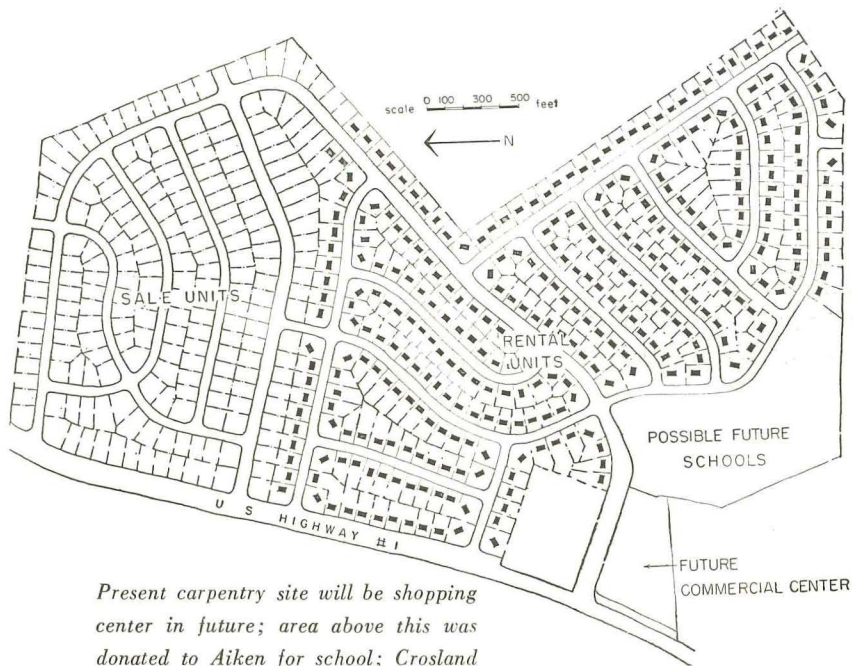 scale 0 100 300 500 feet
N
SALE UNITS
RENTAL
UNITS
POSSIBLE FUTURE
SCHOOLS
U S HIGHWAY #1
FUTURE
COMMERCIAL CENTER
Present carpentry site will be shopping
center in future; area above this was
donated to Aiken for school; Crosland